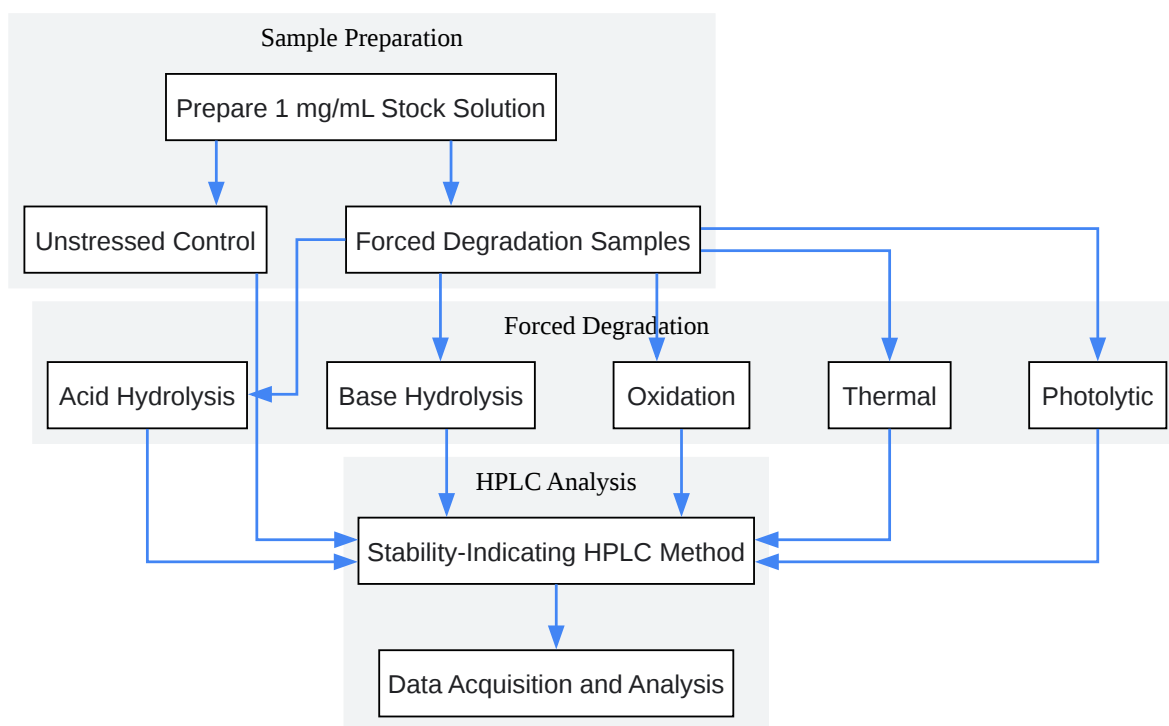 Sample Preparation
Prepare 1 mg/mL Stock Solution
Unstressed Control
Forced Degradation Samples
Forced Degradation
Acid Hydrolysis
Base Hydrolysis
Oxidation
Thermal
Photolytic
HPLC Analysis
Stability-Indicating HPLC Method
Data Acquisition and Analysis